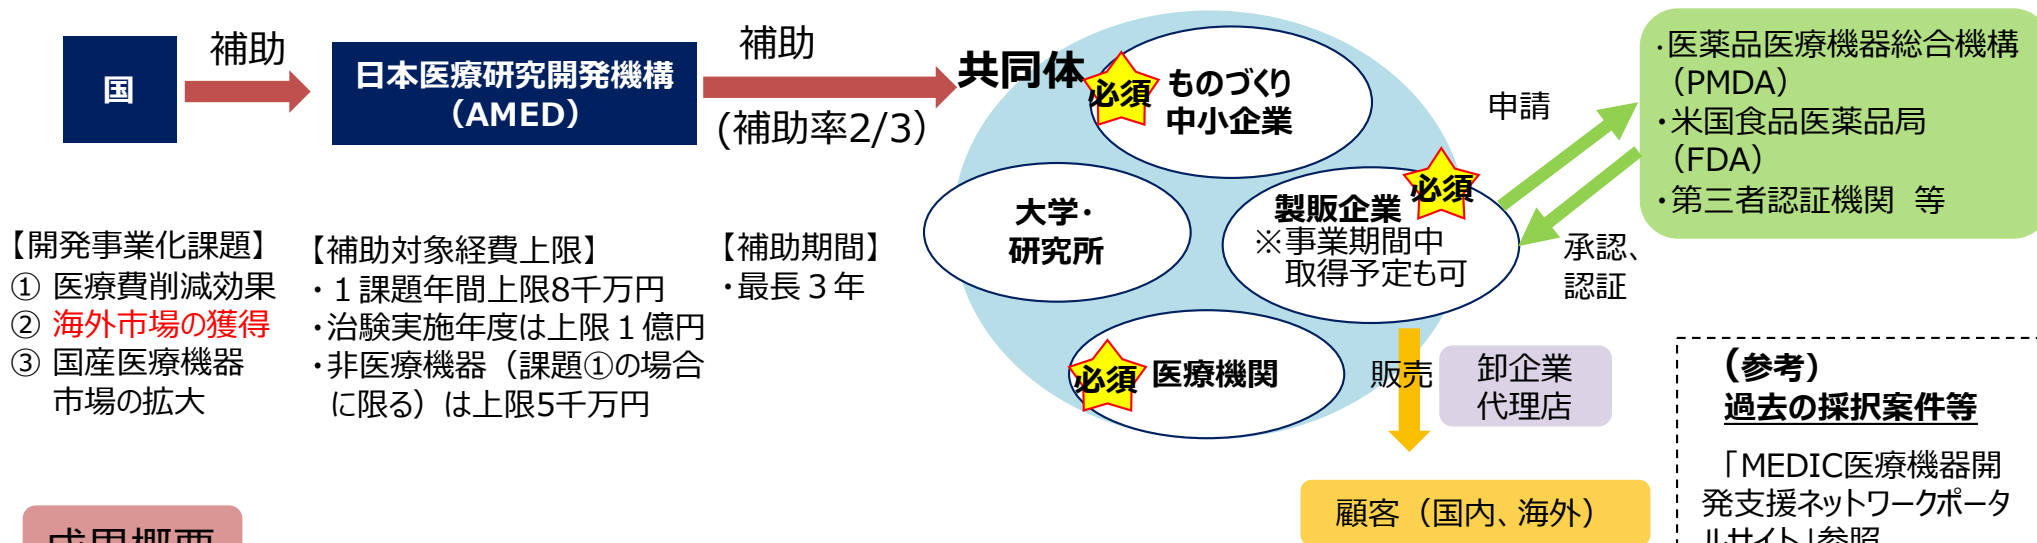 国
補助
日本医療研究開発機構
（AMED）
補助
(補助率2/3）
【開発事業化課題】
① 医療費削減効果
② 海外市場の獲得
③ 国産医療機器
市場の拡大
【補助対象経費上限】
・１課題年間上限8千万円
・治験実施年度は上限１億円
・非医療機器（課題①の場合
に限る）は上限5千万円
【補助期間】
・最長３年
共同体
必須
ものづくり
中小企業
大学・
研究所
製販企業
必須
※事業期間中
取得予定も可
必須
医療機関
申請
承認、
認証
・医薬品医療機器総合機構
（PMDA）
・米国食品医薬品局
（FDA）
・第三者認証機関 等
販売
卸企業
代理店
顧客（国内、海外）
（参考）
過去の採択案件等
「MEDIC医療機器開
発支援ネットワークポータ
ルサイト」参照
成果概要